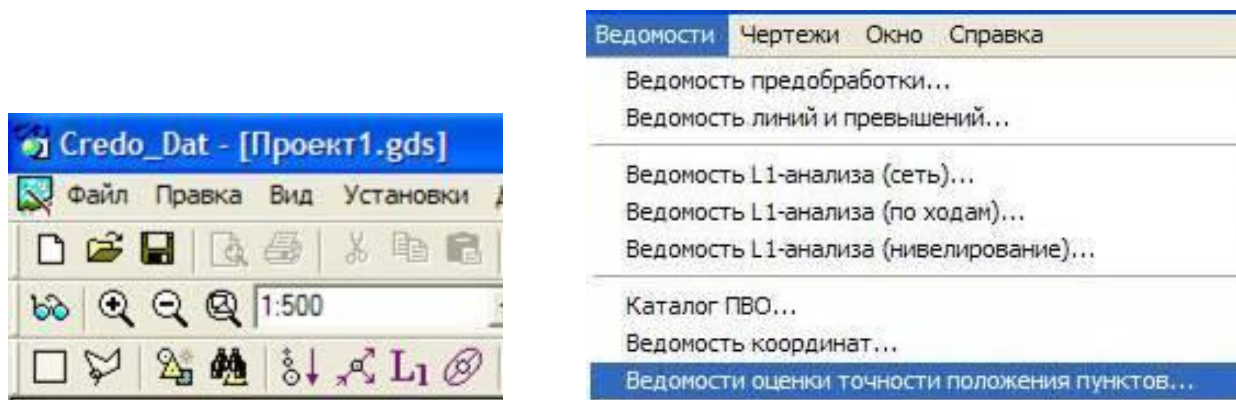 Credo_Dat - [Проект1.gds]
Файл Правка Вид Установки
1:500
L1
Ведомости Чертежи Окно Справка
Ведомость предобработки...
Ведомость линий и превышений...
Ведомость L1-анализа (сеть)...
Ведомость L1-анализа (по ходам)...
Ведомость L1-анализа (нивелирование)...
Каталог ПВО...
Ведомость координат...
Ведомости оценки точности положения пунктов...